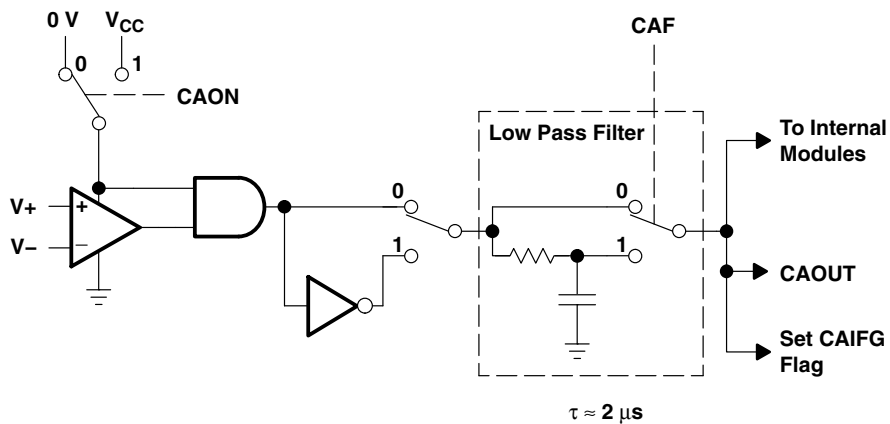 0 V VCC
0 1
CAON
CAF
Low Pass Filter
To Internal
Modules
V+ +
V− −
0
1
0
1
CAOUT
Set CAIFG
Flag
τ ≈ 2 μs